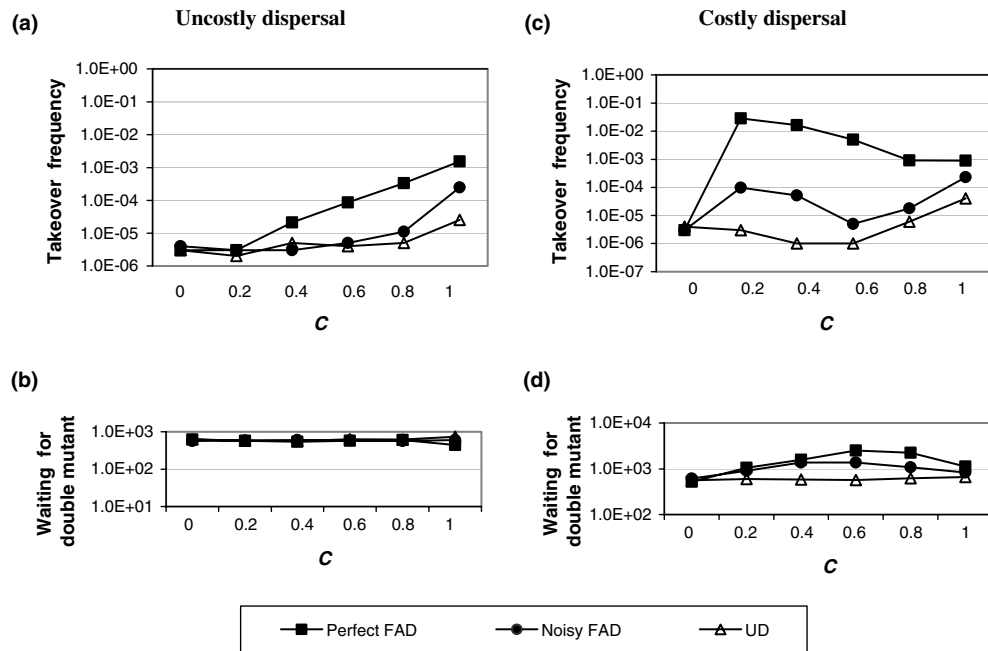 (a)
Uncostly dispersal
1.0E+00
1.0E-01
1.0E-02
1.0E-03
1.0E-04
1.0E-05
1.0E-06
Takeover frequency
0 0.2 0.4 0.6 0.8 1
C
(b)
1.0E+03
1.0E+02
1.0E+01
Waiting for
double mutant
0 0.2 0.4 0.6 0.8 1
C
(c)
Costly dispersal
1.0E+00
1.0E-01
1.0E-02
1.0E-03
1.0E-04
1.0E-05
1.0E-06
1.0E-07
Takeover frequency
0 0.2 0.4 0.6 0.8 1
C
(d)
1.0E+04
1.0E+03
1.0E+02
Waiting for
double mutant
0 0.2 0.4 0.6 0.8 1
C
Perfect FAD Noisy FAD UD